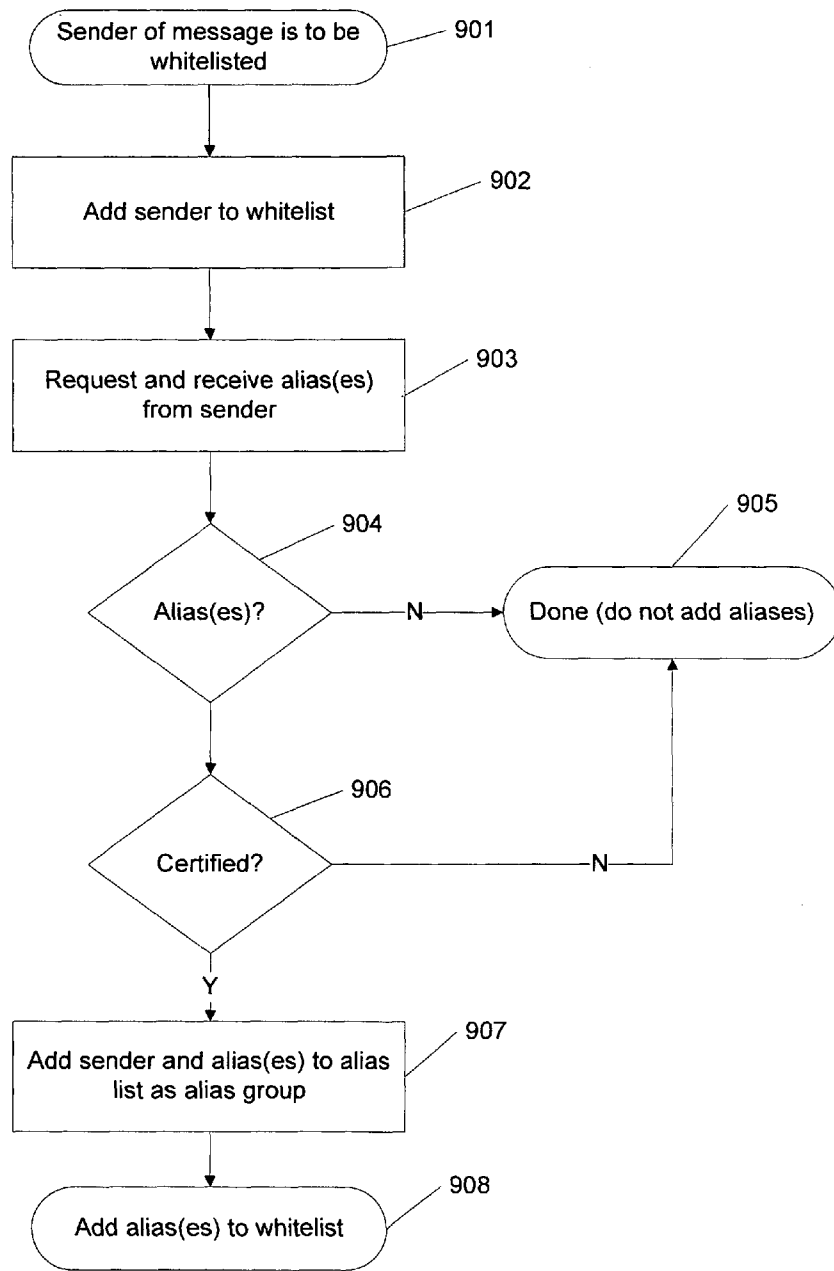 Sender of message is to be
whitelisted
901
902
Add sender to whitelist
903
Request and receive alias(es)
from sender
904
905
Alias(es)?
N
Done (do not add aliases)
906
Certified?
N
Y
907
Add sender and alias(es) to alias
list as alias group
908
Add alias(es) to whitelist